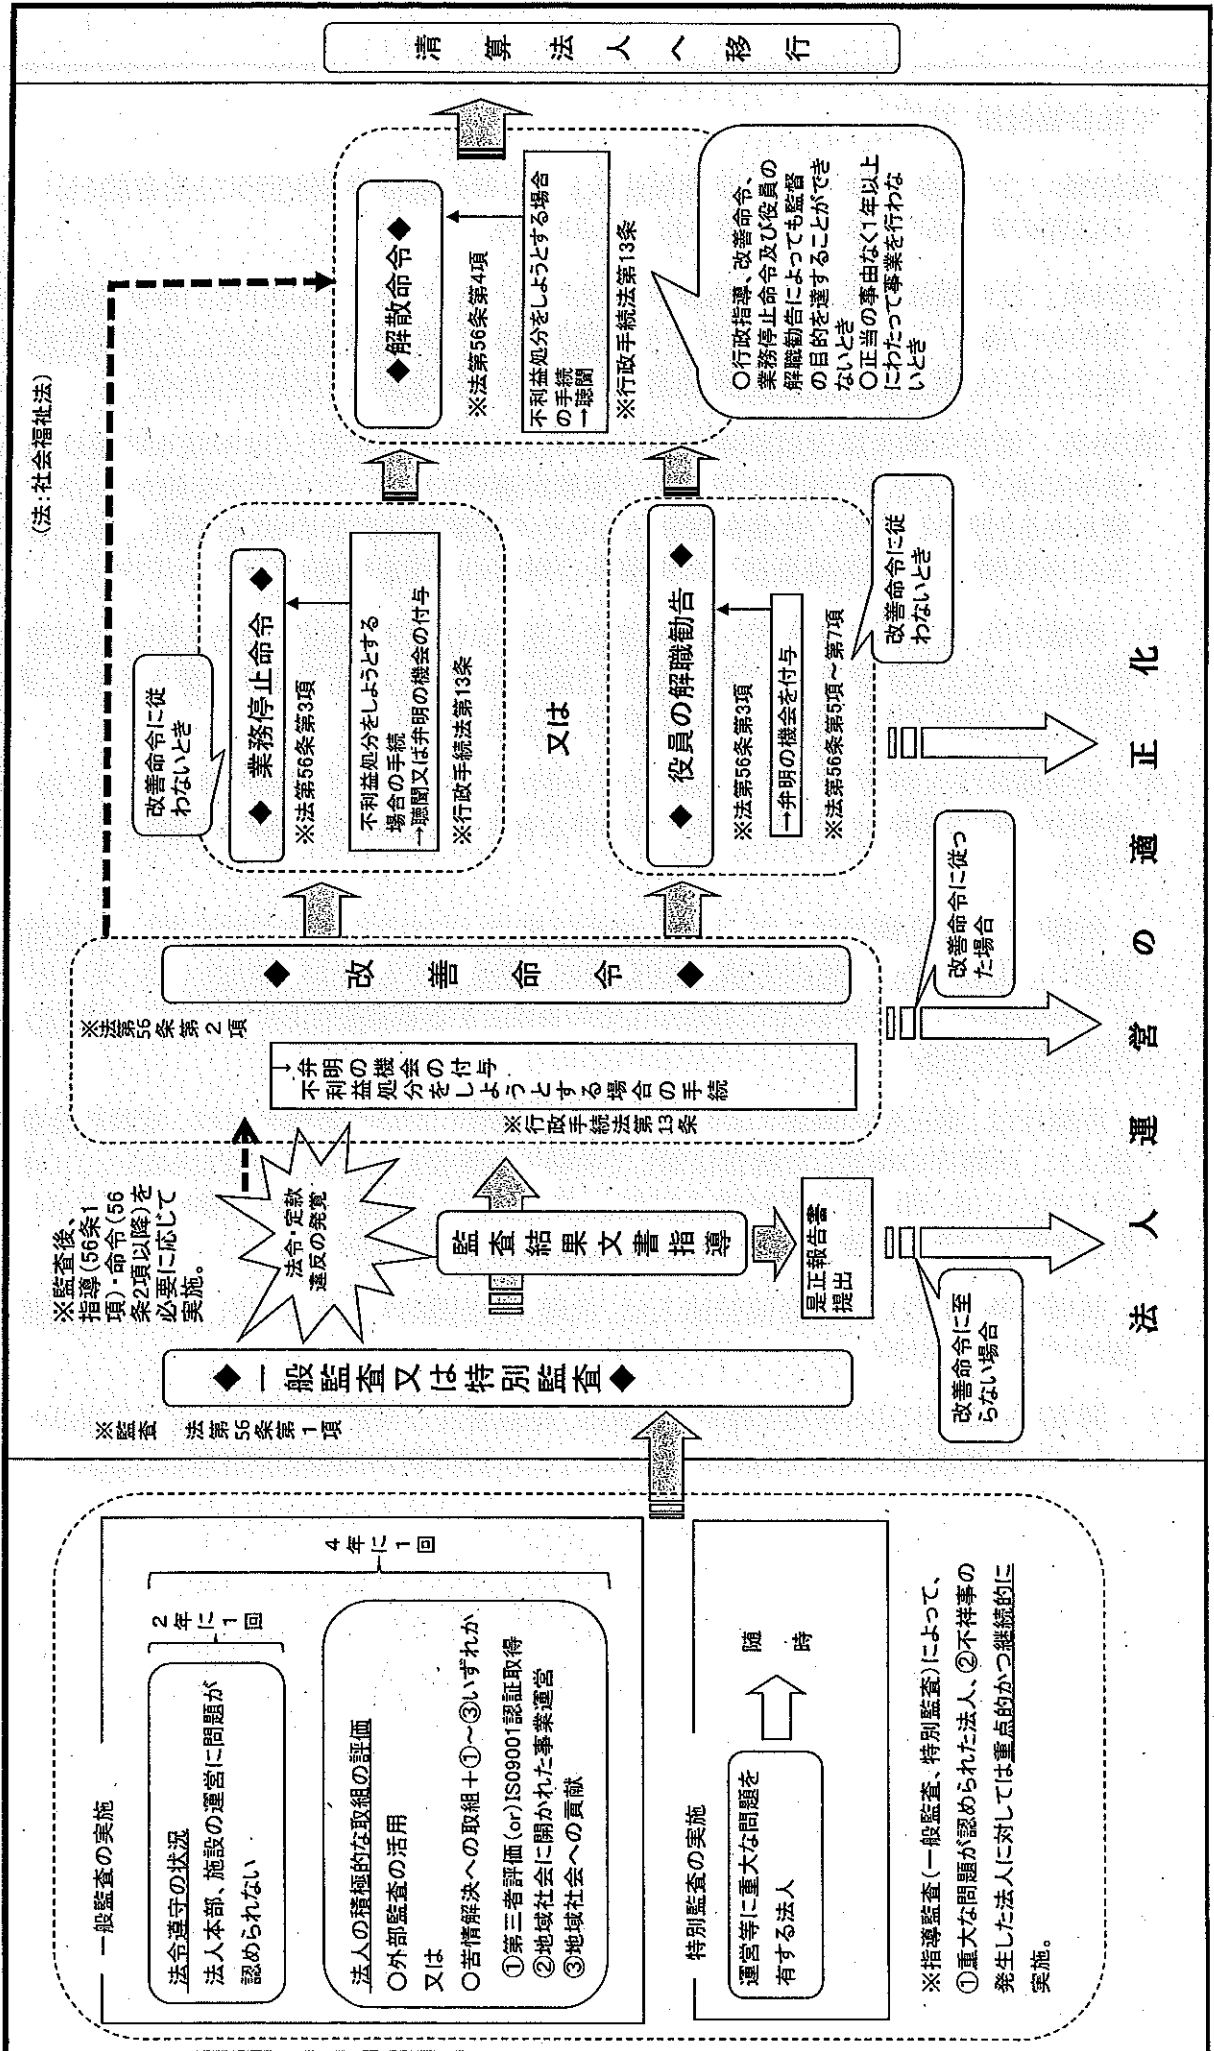 (法:社会福祉法)
一般監査の実施
法令遵守の状況
法人本部、施設の運営に問題が
認められない
2年に1回
法人の積極的な取組の評価
○外部監査の活用
又は
○苦情解決への取組+①~③いずれか
①第三者評価(or)ISO9001認証取得
②地域社会に開かれた事業運営
③地域社会への貢献
4年に1回
特別監査の実施
運営等に重大な問題を
有する法人
随時
※指導監査(一般監査、特別監査)によって、
①重大な問題が認められた法人、②不祥事の
発生した法人に対しては重点的かつ継続的に
実施。
※監査 法第56条第1項
◆一般監査又は特別監査◆
※監査後、
指導(56条1
項)・命令(56
条2項以降)を
必要に応じて
実施。
法令・定款
違反の発覚
監査結果文書指導
是正報告書
提出
改善命令に至
らない場合
※法第56条第2項
◆改善命令◆
不利益処分をしようとする場合の手続
→弁明の機会の付与
※行政手続法第13条
改善命令に従っ
た場合
改善命令に従
わないとき
◆業務停止命令◆
※法第56条第3項
不利益処分をしようとする
場合の手続
→聴聞又は弁明の機会の付与
※行政手続法第13条
又は
◆役員の解職勧告◆
※法第56条第3項
→弁明の機会を付与
※法第56条第5項~第7項
改善命令に従
わないとき
◆解散命令◆
※法第56条第4項
不利益処分をしようとする場合
の手続
→聴聞
※行政手続法第13条
○行政指導、改善命令、
業務停止命令及び役員の
解職勧告によっても監督
の目的を達することができ
ないとき
○正当の事由なく1年以上
にわたって事業を行わな
いとき
清算法人へ移行
法人運営の適正化